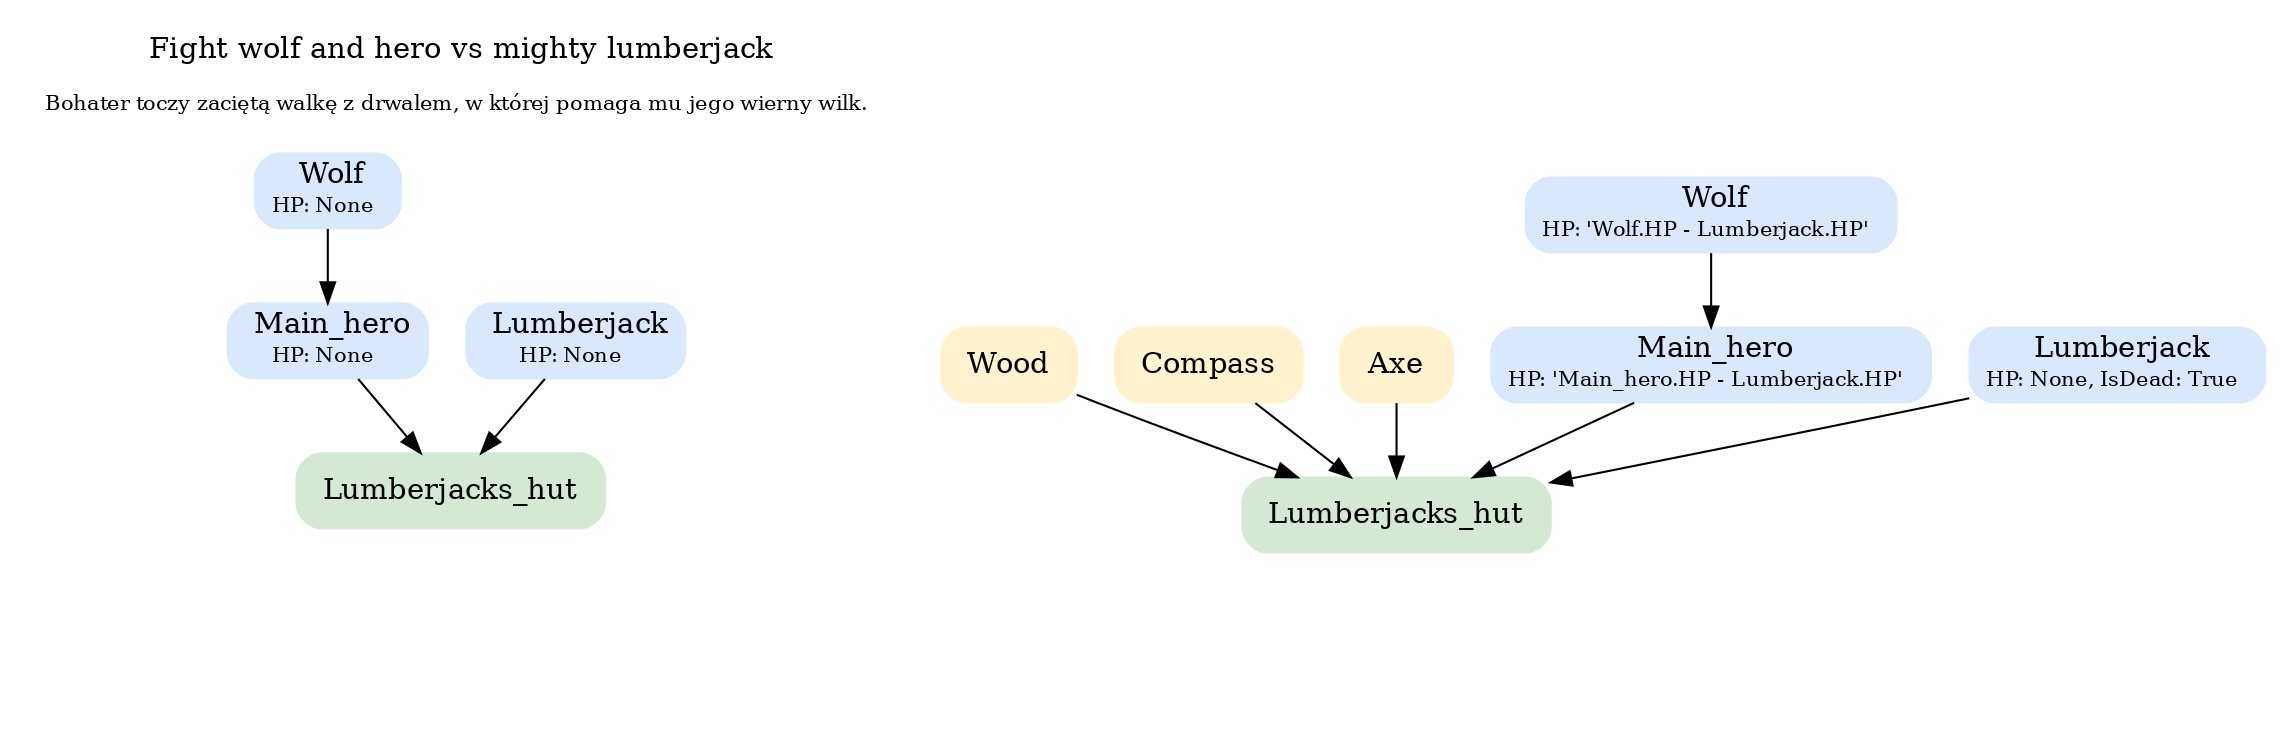 Fight wolf and hero vs mighty lumberjack
Bohater toczy zaciętą walkę z drwalem, w której pomaga mu jego wierny wilk.
Wolf
HP: None
Main_hero
HP: None
Lumberjack
HP: None
Lumberjacks_hut
Wolf
HP: 'Wolf.HP - Lumberjack.HP'
Wood
Compass
Axe
Main_hero
HP: 'Main_hero.HP - Lumberjack.HP'
Lumberjack
HP: None, IsDead: True
Lumberjacks_hut